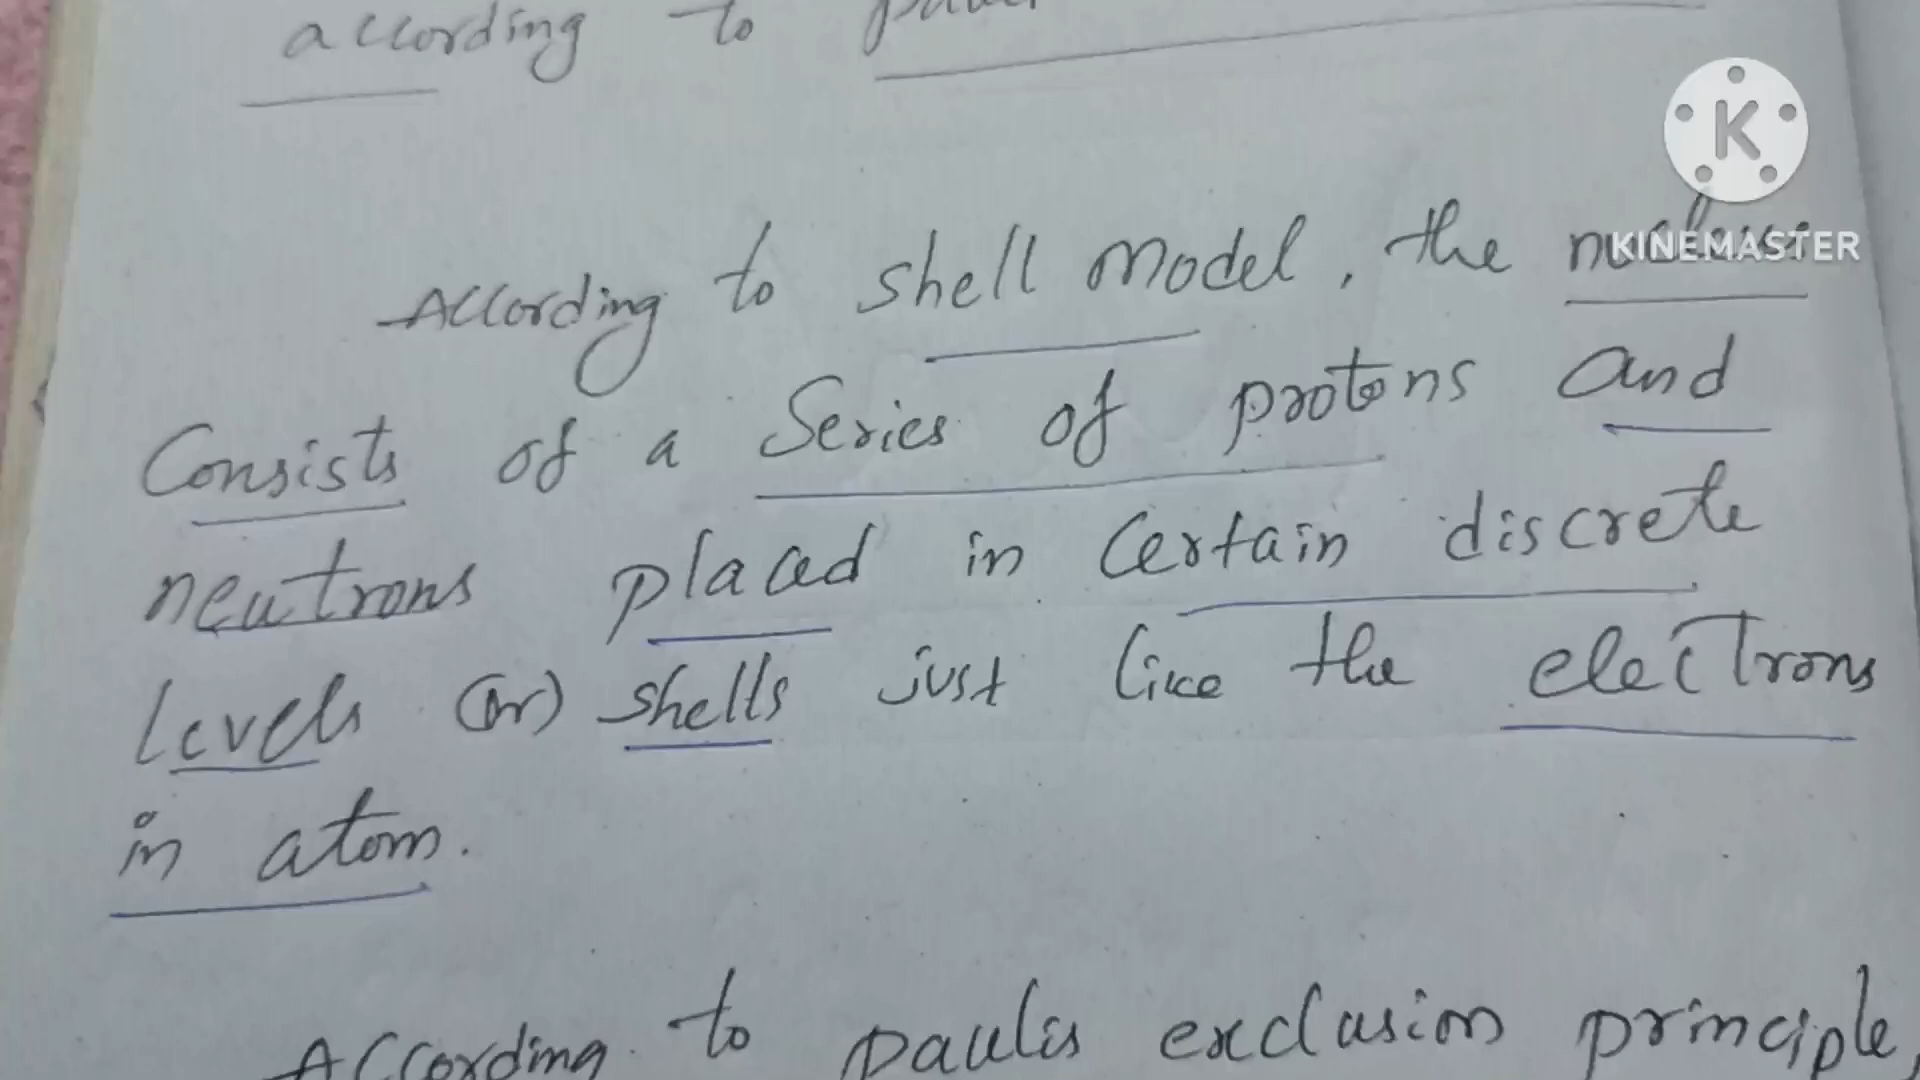 according to
According to shell model, the nucleus
K
KINEMASTER
Consists of a Series of protons and
neutrons placed in Certain discrete
levels (or) shells just like the electrons
in atom.
According to paulis exclusion principle,